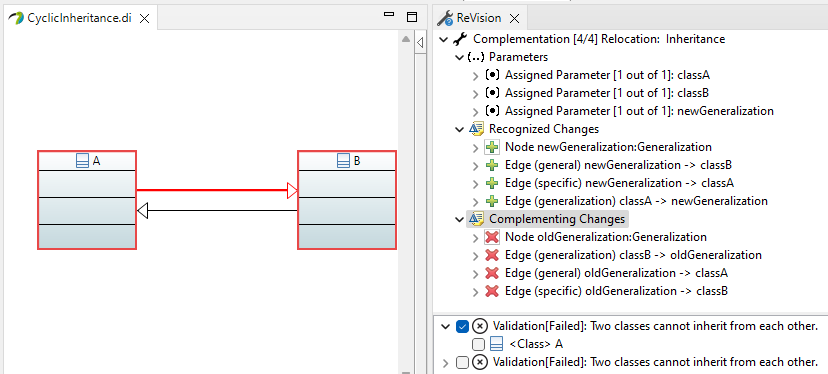 CyclicInheritance.di
A
B
ReVision
Complementation [4/4] Relocation: Inheritance
Parameters
Assigned Parameter [1 out of 1]: classA
Assigned Parameter [1 out of 1]: classB
Assigned Parameter [1 out of 1]: newGeneralization
Recognized Changes
Node newGeneralization:Generalization
Edge (general) newGeneralization -> classB
Edge (specific) newGeneralization -> classA
Edge (generalization) classA -> newGeneralization
Complementing Changes
Node oldGeneralization:Generalization
Edge (generalization) classB -> oldGeneralization
Edge (general) oldGeneralization -> classA
Edge (specific) oldGeneralization -> classB
Validation[Failed]: Two classes cannot inherit from each other.
<Class> A
Validation[Failed]: Two classes cannot inherit from each other.